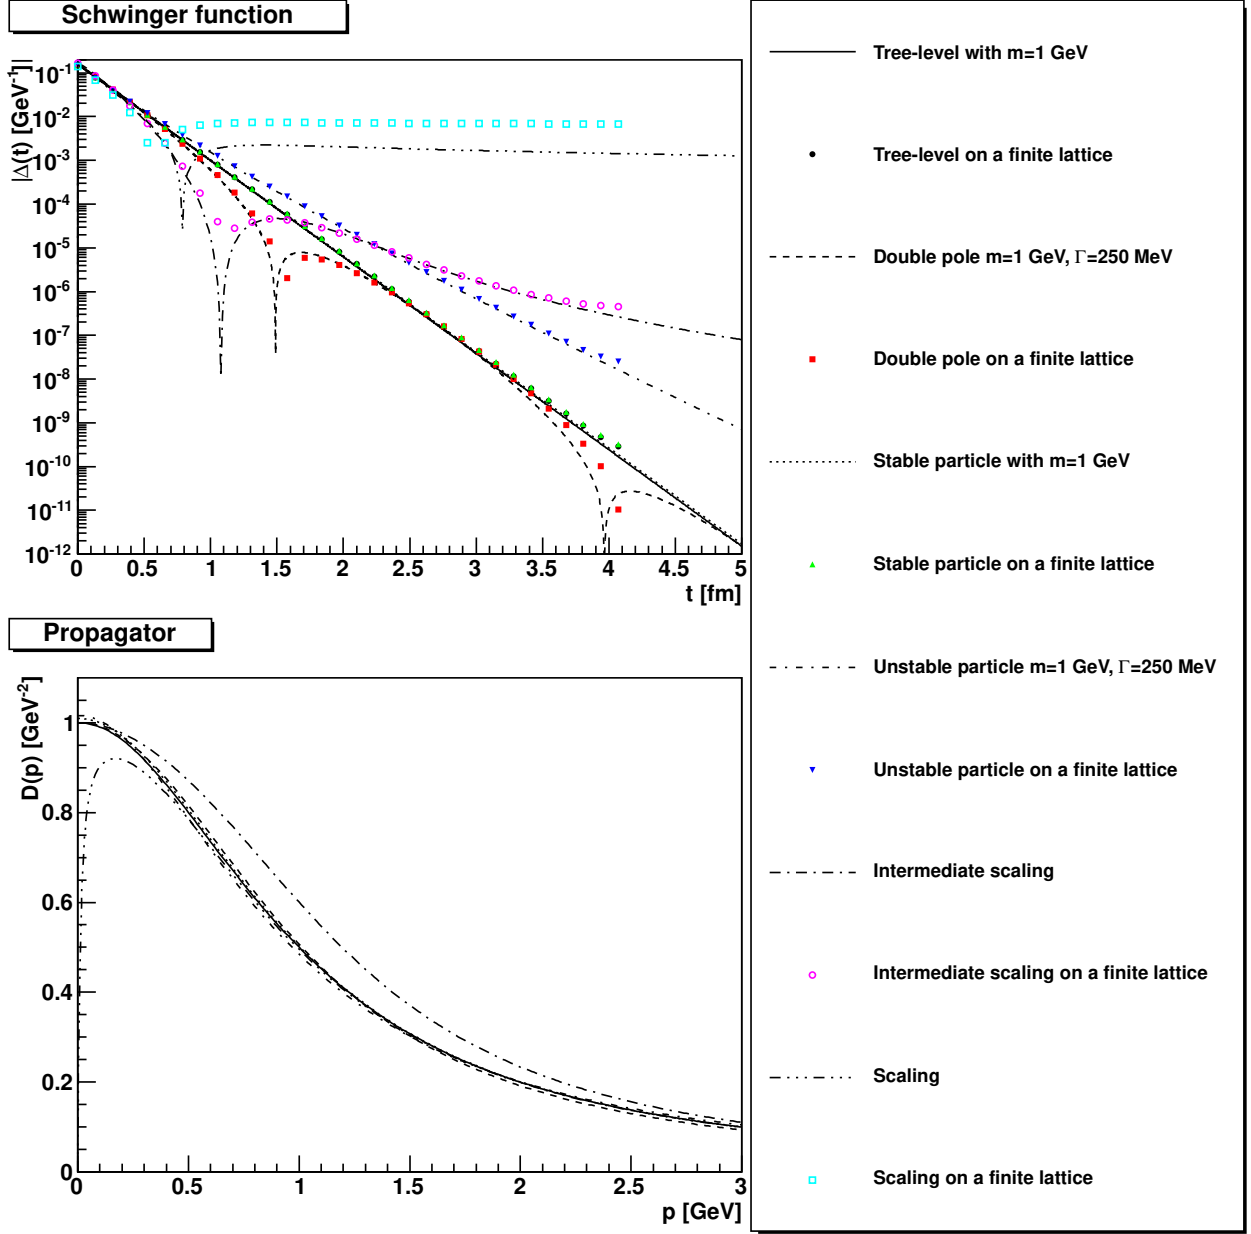 Schwinger function
|Δ(t)| [GeV⁻¹]
10⁻¹
10⁻²
10⁻³
10⁻⁴
10⁻⁵
10⁻⁶
10⁻⁷
10⁻⁸
10⁻⁹
10⁻¹⁰
10⁻¹¹
10⁻¹²
0 0.5 1 1.5 2 2.5 3 3.5 4 4.5 5
t [fm]
Propagator
D(p) [GeV⁻²]
1
0.8
0.6
0.4
0.2
0
0 0.5 1 1.5 2 2.5 3
p [GeV]
Tree-level with m=1 GeV
Tree-level on a finite lattice
Double pole m=1 GeV, Γ=250 MeV
Double pole on a finite lattice
Stable particle with m=1 GeV
Stable particle on a finite lattice
Unstable particle m=1 GeV, Γ=250 MeV
Unstable particle on a finite lattice
Intermediate scaling
Intermediate scaling on a finite lattice
Scaling
Scaling on a finite lattice